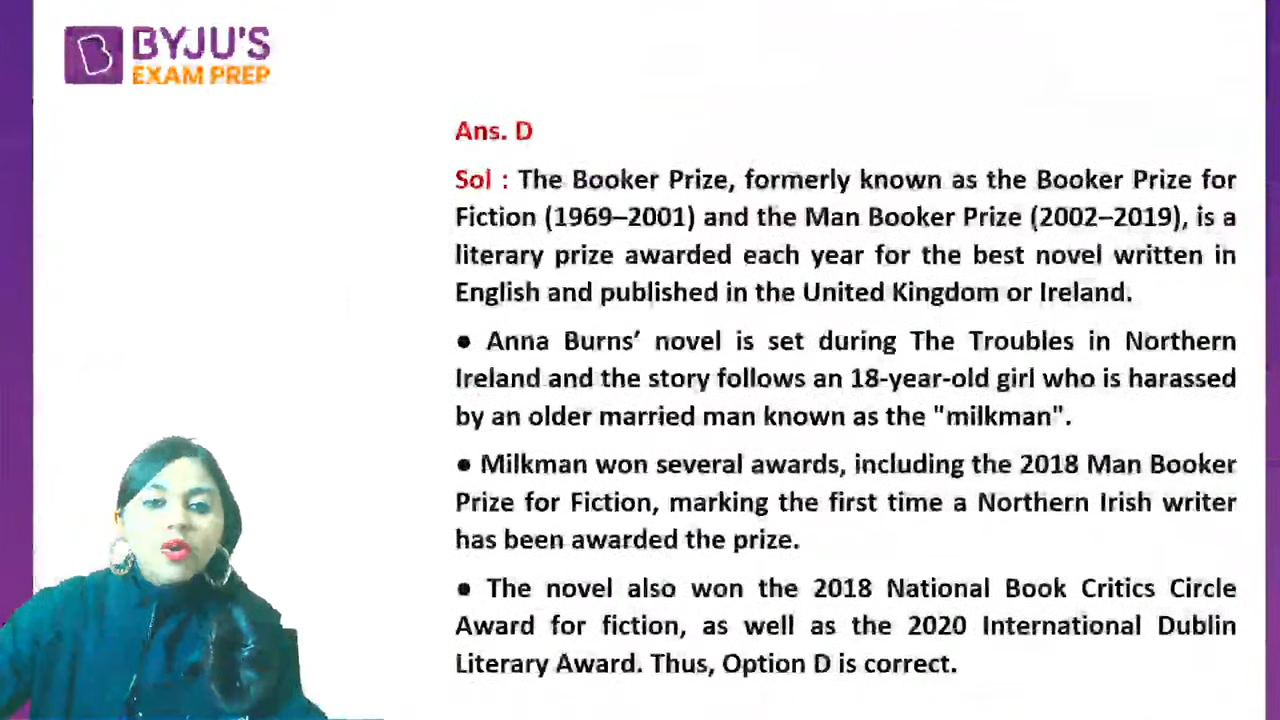 BYJU'S
EXAM PREP
Ans. D
Sol : The Booker Prize, formerly known as the Booker Prize for
Fiction (1969–2001) and the Man Booker Prize (2002–2019), is a
literary prize awarded each year for the best novel written in
English and published in the United Kingdom or Ireland.
● Anna Burns’ novel is set during The Troubles in Northern
Ireland and the story follows an 18-year-old girl who is harassed
by an older married man known as the "milkman".
● Milkman won several awards, including the 2018 Man Booker
Prize for Fiction, marking the first time a Northern Irish writer
has been awarded the prize.
● The novel also won the 2018 National Book Critics Circle
Award for fiction, as well as the 2020 International Dublin
Literary Award. Thus, Option D is correct.